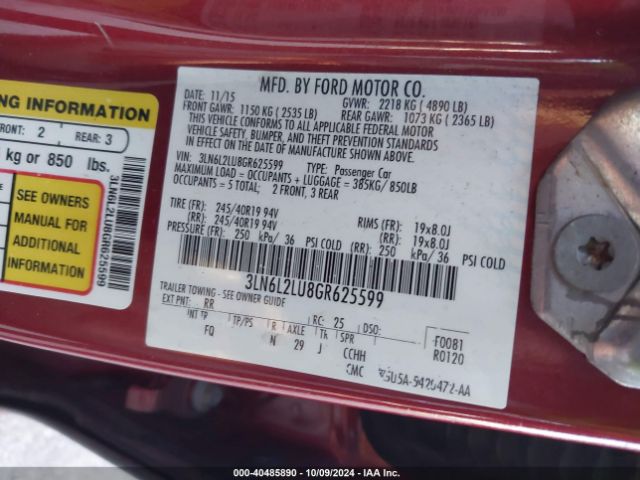 NG INFORMATION
FRONT: 2 REAR: 3
kg or 850 lbs.
SEE OWNERS
MANUAL FOR
ADDITIONAL
INFORMATION
3LN6L2LU8GR625599
MFD. BY FORD MOTOR CO.
DATE: 11/15 GVWR: 2218 KG ( 4890 LB)
FRONT GAWR: 1150 KG ( 2535 LB) REAR GAWR: 1073 KG ( 2365 LB)
THIS VEHICLE CONFORMS TO ALL APPLICABLE FEDERAL MOTOR
VEHICLE SAFETY, BUMPER, AND THEFT PREVENTION STANDARDS
IN EFFECT ON THE DATE OF MANUFACTURE SHOWN ABOVE.
VIN: 3LN6L2LU8GR625599 TYPE: Passenger Car
MAXIMUM LOAD = OCCUPANTS + LUGGAGE = 385KG/ 850LB
OCCUPANTS = 5 TOTAL; 2 FRONT, 3 REAR
TIRE (FR): 245/40R19 94V RIMS (FR): 19x8.0J
(RR): 245/40R19 94V (RR): 19x8.0J
PRESSURE (FR): 250 kPa/ 36 PSI COLD (RR): 250 kPa/ 36 PSI COLD
3LN6L2LU8GR625599
TRAILER TOWING - SEE OWNER GUIDE
EXT PNT: RR RC: 25 DSO: F0081
INT TR TP/PS R AXLE TR SPR R0120
FQ N 29 J CCHH
000-40485890 - 10/09/2024 - IAA Inc.